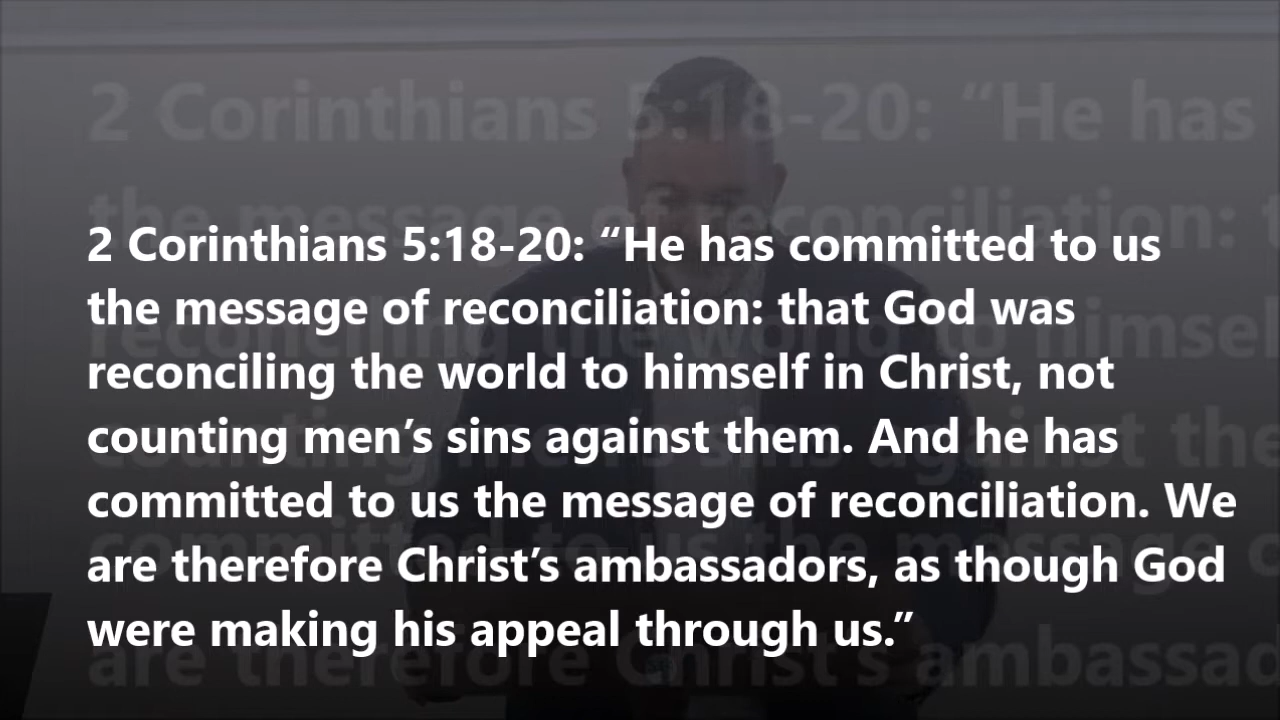 2 Corinthians 5:18-20: “He has committed to us
the message of reconciliation: that God was
reconciling the world to himself in Christ, not
counting men’s sins against them. And he has
committed to us the message of reconciliation. We
are therefore Christ’s ambassadors, as though God
were making his appeal through us.”